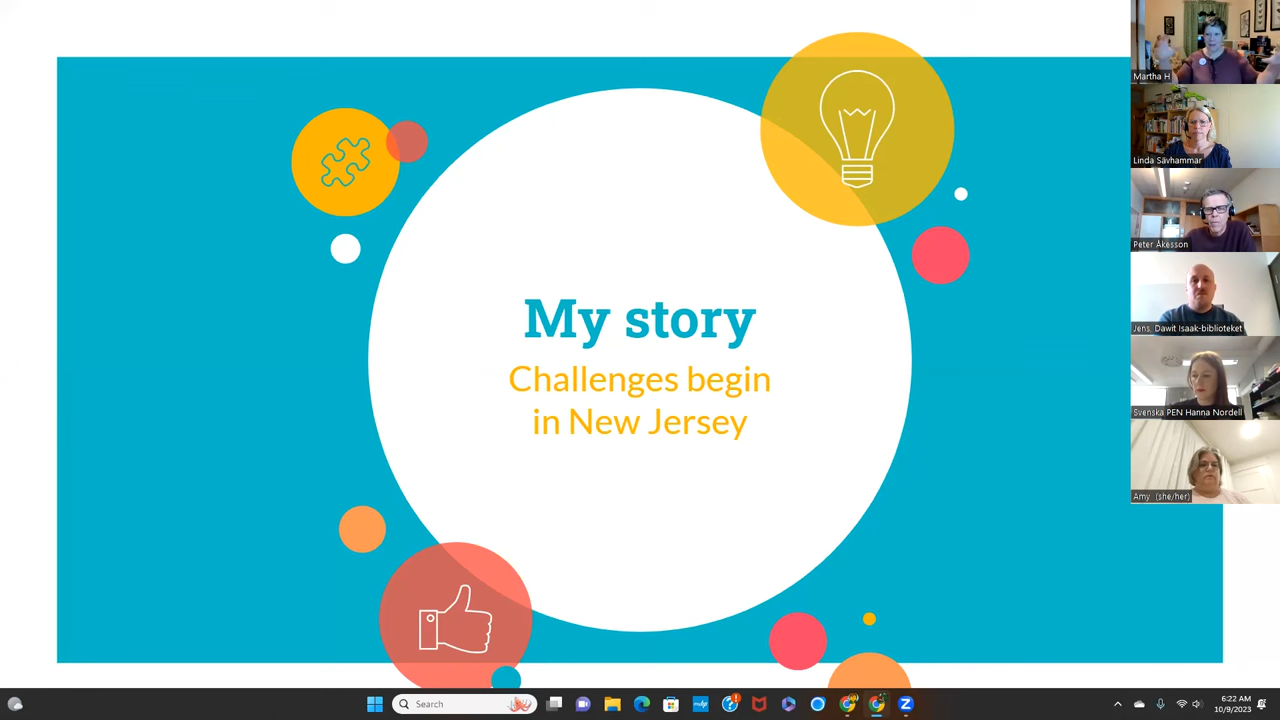 My story
Challenges begin
in New Jersey
Martha H
Linda Sävhammar
Peter Åkesson
Jens, Dawit Isaak-biblioteket
Svenska PEN Hanna Nordell
Amy (she/her)
Search
6:22 AM
10/9/2023